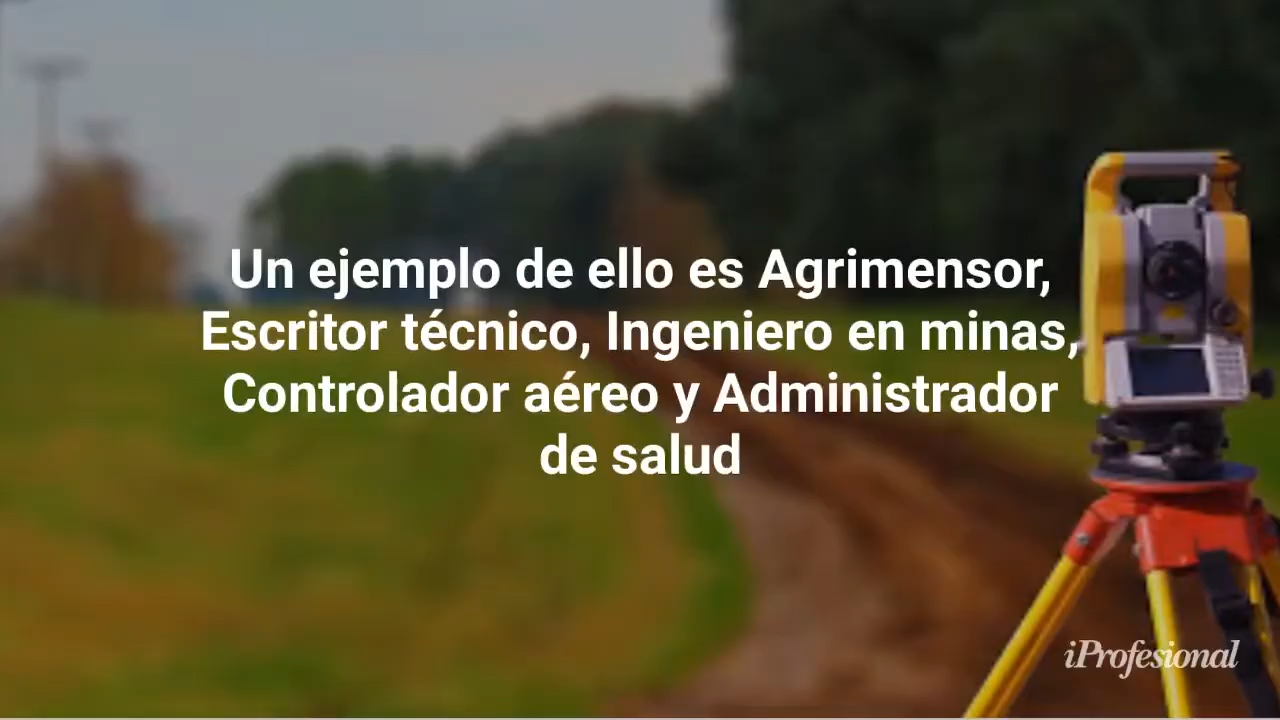 Un ejemplo de ello es Agrimensor,
Escritor técnico, Ingeniero en minas,
Controlador aéreo y Administrador
de salud
iProfesional